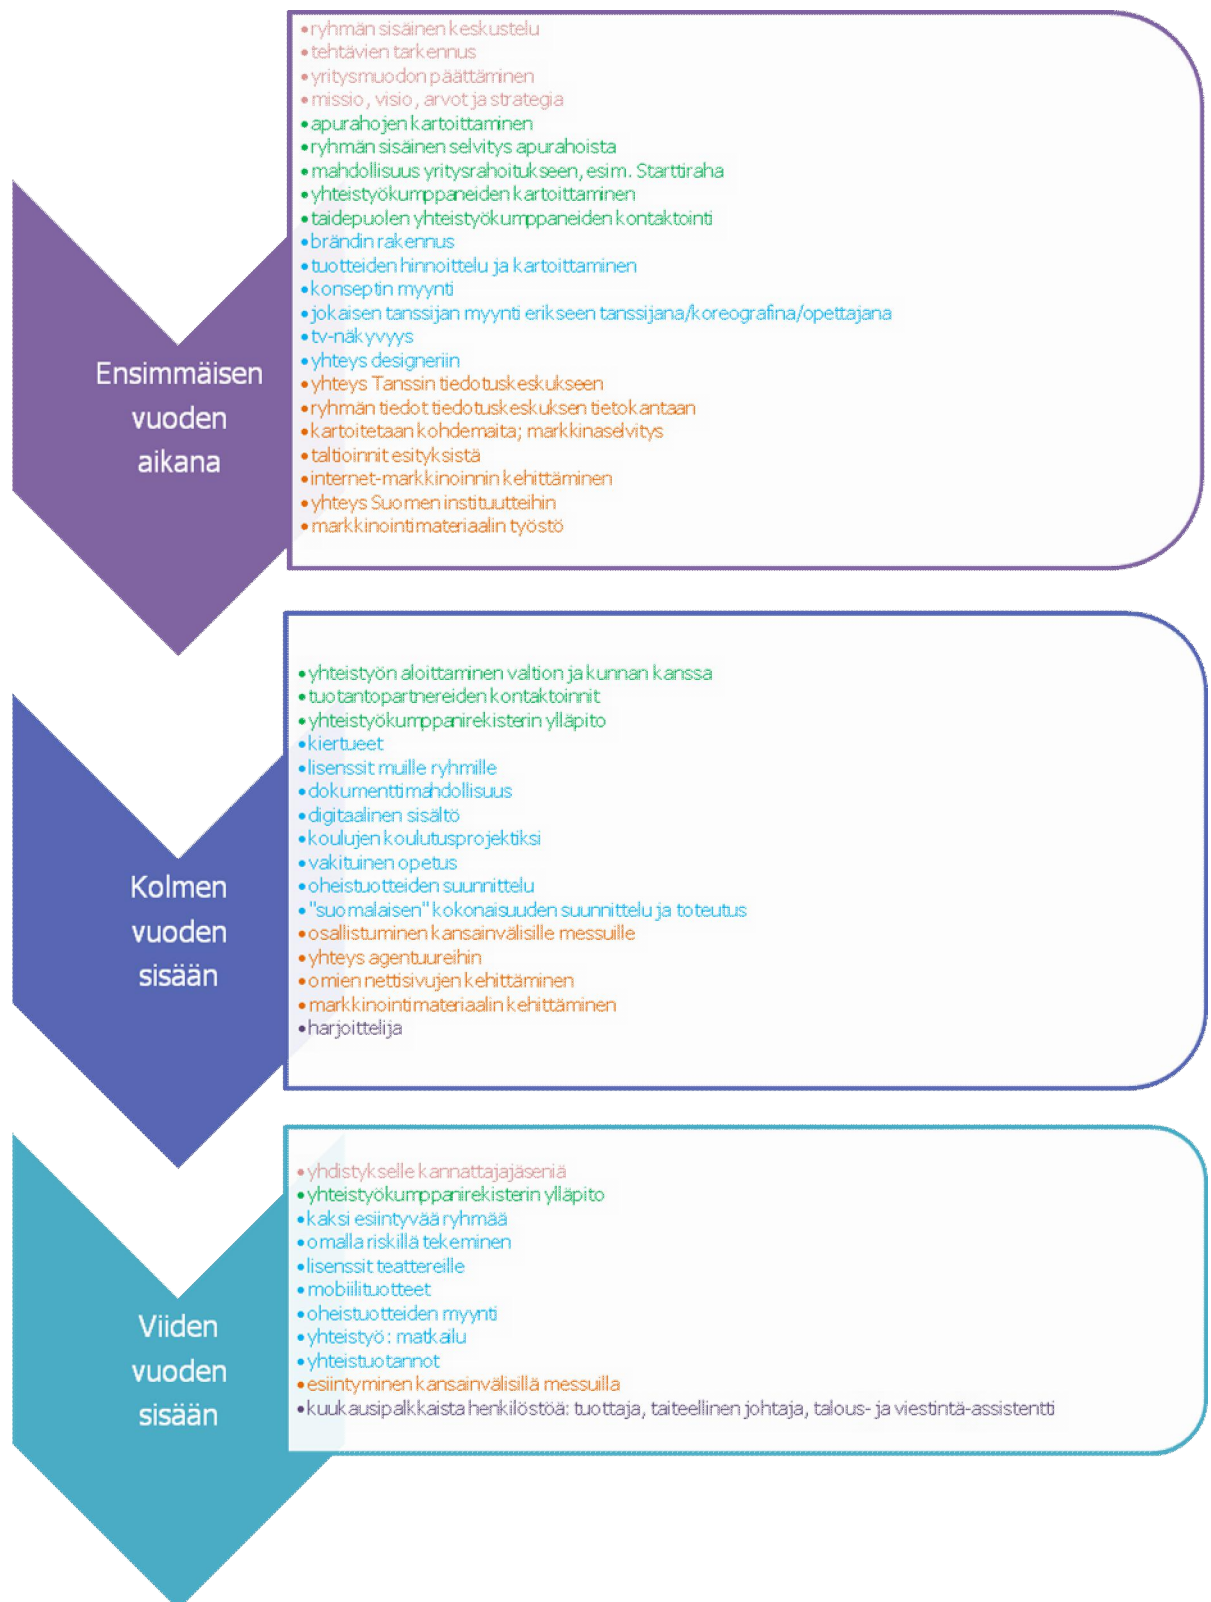 • ryhmän sisäinen keskustelu
• tehtävien tarkennus
• yritysmuodon päättäminen
• missio, visio, arvot ja strategia
• apurahojen kartoittaminen
• ryhmän sisäinen selvitys apurahoista
• mahdollisuus yritysrahoitukseen, esim. Starttiraha
• yhteistyökumppaneiden kartoittaminen
• taidepuolen yhteistyökumppaneiden kontaktointi
• brändin rakennus
• tuotteiden hinnoittelu ja kartoittaminen
• konseptin myynti
• jokaisen tanssijan myynti erikseen tanssijana/koreografina/opettajana
• tv-näkyvyys
• yhteys designeriin
• yhteys Tanssin tiedotuskeskukseen
• ryhmän tiedot tiedotuskeskuksen tietokantaan
• kartoitetaan kohdemaita; markkinaselvitys
• taltioinnit esityksistä
• internet-markkinoinnin kehittäminen
• yhteys Suomen instituutteihin
• markkinointimateriaalin työstö
Ensimmäisen
vuoden
aikana
• yhteistyön aloittaminen valtion ja kunnan kanssa
• tuotantopartnereiden kontaktoinnit
• yhteistyökumppanirekisterin ylläpito
• kiertueet
• lisenssit muille ryhmille
• dokumenttimahdollisuus
• digitaalinen sisältö
• koulujen koulutusprojektiksi
• vakituinen opetus
• oheistuotteiden suunnittelu
• "suomalaisen" kokonaisuuden suunnittelu ja toteutus
• osallistuminen kansainvälisille messuille
• yhteys agentuureihin
• omien nettisivujen kehittäminen
• markkinointimateriaalin kehittäminen
• harjoittelija
Kolmen
vuoden
sisään
• yhdistykselle kannattajajäseniä
• yhteistyökumppanirekisterin ylläpito
• kaksi esiintyvää ryhmää
• omalla riskillä tekeminen
• lisenssit teattereille
• mobiilituotteet
• oheistuotteiden myynti
• yhteistyö: matkailu
• yhteistuotannot
• esiintyminen kansainvälisillä messuilla
• kuukausipalkkaista henkilöstöä: tuottaja, taiteellinen johtaja, talous- ja viestintä-assistentti
Viiden
vuoden
sisään